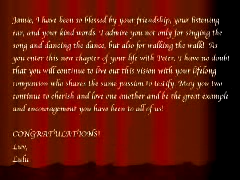 Jamie, I have been so blessed by your friendship, your listening
ear, and your kind words. I admire you not only for singing the
song and dancing the dance, but also for walking the walk! As
you enter this new chapter of your life with Peter, I have no doubt
that you will continue to live out this vision with your lifelong
companion who shares the same passion to testify. May you two
continue to cherish and love one another and be the great example
and encouragement you have been to all of us!
CONGRATULATIONS!
Luv,
Lulu